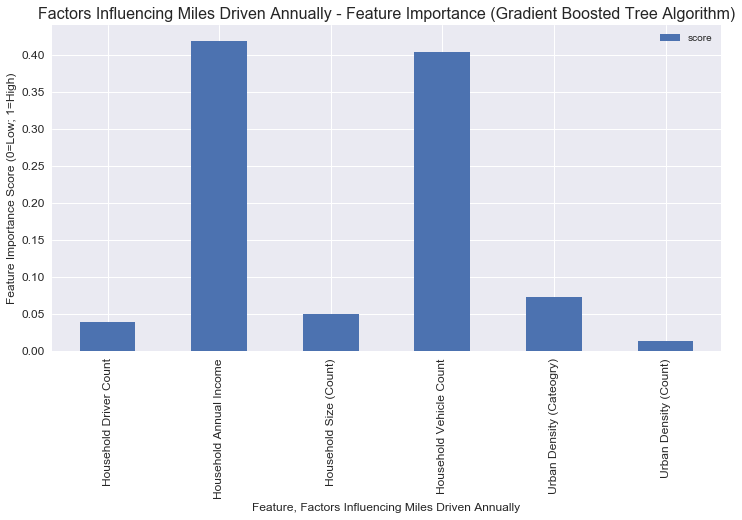 Factors Influencing Miles Driven Annually - Feature Importance (Gradient Boosted Tree Algorithm)
score
Feature Importance Score (0=Low; 1=High)
0.40
0.35
0.30
0.25
0.20
0.15
0.10
0.05
0.00
Household Driver Count
Household Annual Income
Household Size (Count)
Household Vehicle Count
Urban Density (Cateogry)
Urban Density (Count)
Feature, Factors Influencing Miles Driven Annually